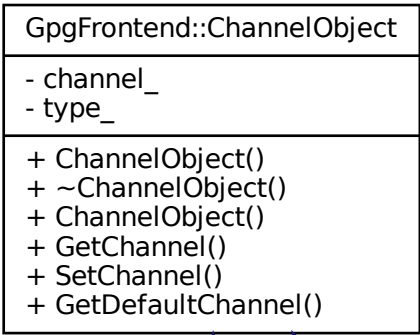 GpgFrontend::ChannelObject
- channel_
- type_
+ ChannelObject()
+ ~ChannelObject()
+ ChannelObject()
+ GetChannel()
+ SetChannel()
+ GetDefaultChannel()